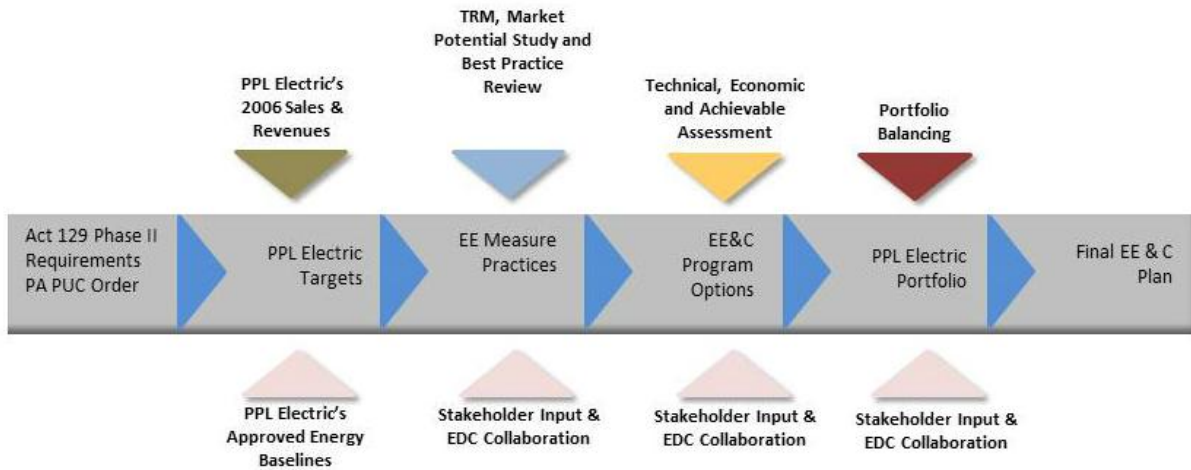 TRM, Market
Potential Study and
Best Practice
Review
PPL Electric's
2006 Sales &
Revenues
Technical, Economic
and Achievable
Assessment
Portfolio
Balancing
Act 129 Phase II
Requirements
PA PUC Order
PPL Electric
Targets
EE Measure
Practices
EE&C
Program
Options
PPL Electric
Portfolio
Final EE & C
Plan
PPL Electric's
Approved Energy
Baselines
Stakeholder Input &
EDC Collaboration
Stakeholder Input &
EDC Collaboration
Stakeholder Input &
EDC Collaboration